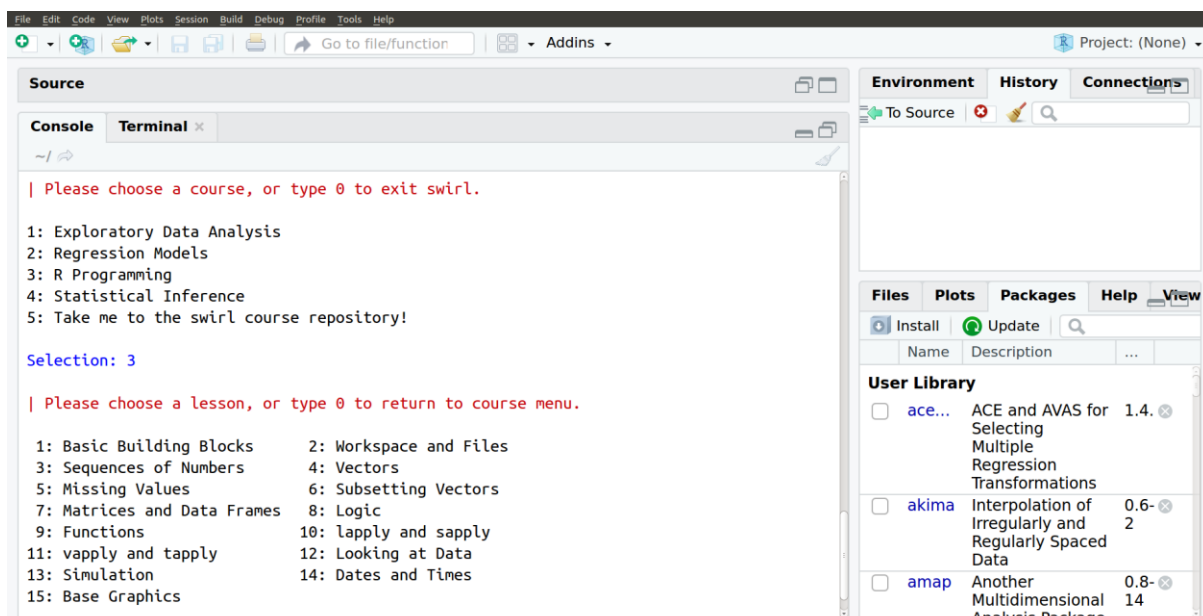 File Edit Code View Plots Session Build Debug Profile Tools Help
Go to file/function Addins Project: (None)
Source
Console Terminal
~/
| Please choose a course, or type 0 to exit swirl.
1: Exploratory Data Analysis
2: Regression Models
3: R Programming
4: Statistical Inference
5: Take me to the swirl course repository!
Selection: 3
| Please choose a lesson, or type 0 to return to course menu.
1: Basic Building Blocks 2: Workspace and Files
3: Sequences of Numbers 4: Vectors
5: Missing Values 6: Subsetting Vectors
7: Matrices and Data Frames 8: Logic
9: Functions 10: lapply and sapply
11: vapply and tapply 12: Looking at Data
13: Simulation 14: Dates and Times
15: Base Graphics
Environment History Connections
To Source
Files Plots Packages Help View
Install Update
Name Description ...
User Library
ace... ACE and AVAS for 1.4.
Selecting
Multiple
Regression
Transformations
akima Interpolation of 0.6-
Irregularly and 2
Regularly Spaced
Data
amap Another 0.8-
Multidimensional 14
Analysis Package